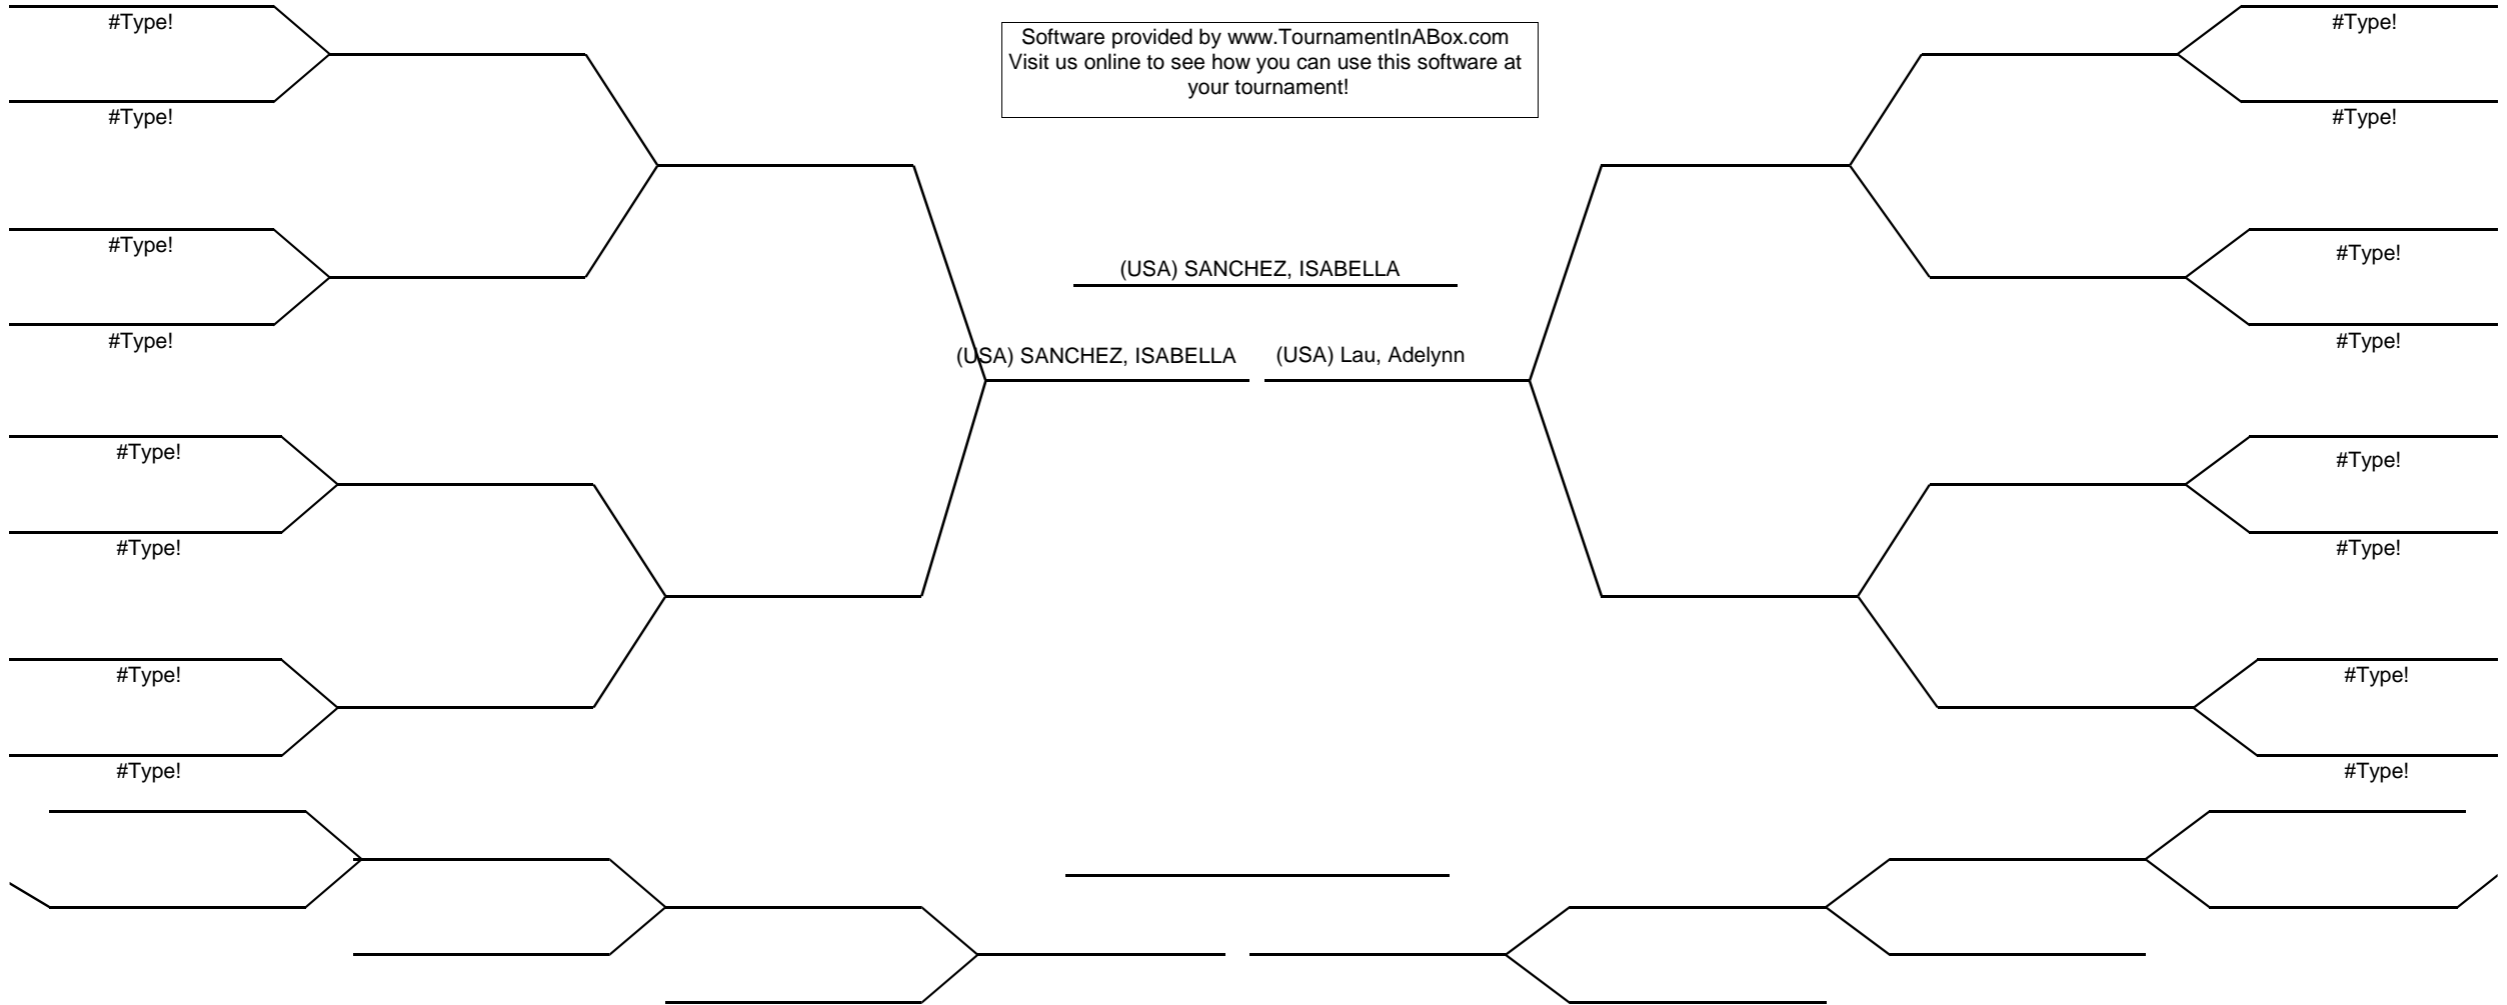 #Type!
Software provided by www.TournamentInABox.com
Visit us online to see how you can use this software at
your tournament!
#Type!
#Type!
#Type!
#Type!
#Type!
(USA) SANCHEZ, ISABELLA
#Type!
#Type!
(USA) SANCHEZ, ISABELLA
(USA) Lau, Adelynn
#Type!
#Type!
#Type!
#Type!
#Type!
#Type!
#Type!
#Type!
#Type!